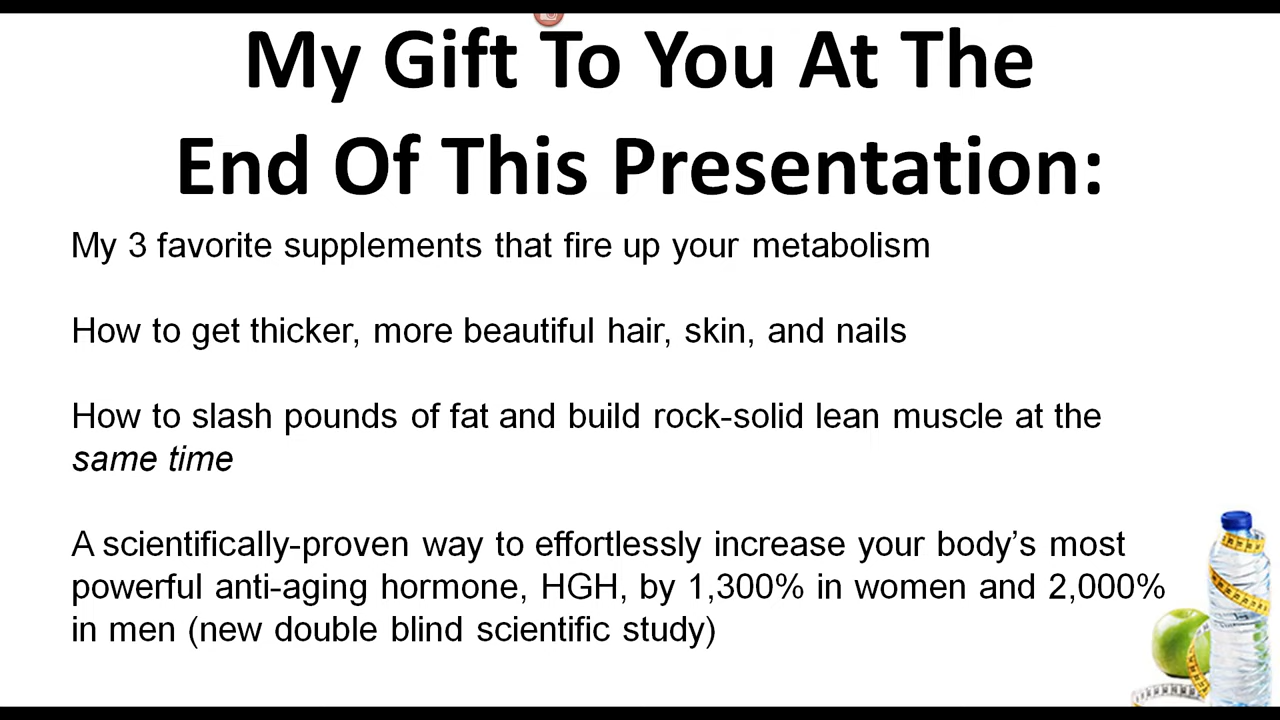 My Gift To You At The
End Of This Presentation:
My 3 favorite supplements that fire up your metabolism
How to get thicker, more beautiful hair, skin, and nails
How to slash pounds of fat and build rock-solid lean muscle at the
same time
A scientifically-proven way to effortlessly increase your body’s most
powerful anti-aging hormone, HGH, by 1,300% in women and 2,000%
in men (new double blind scientific study)